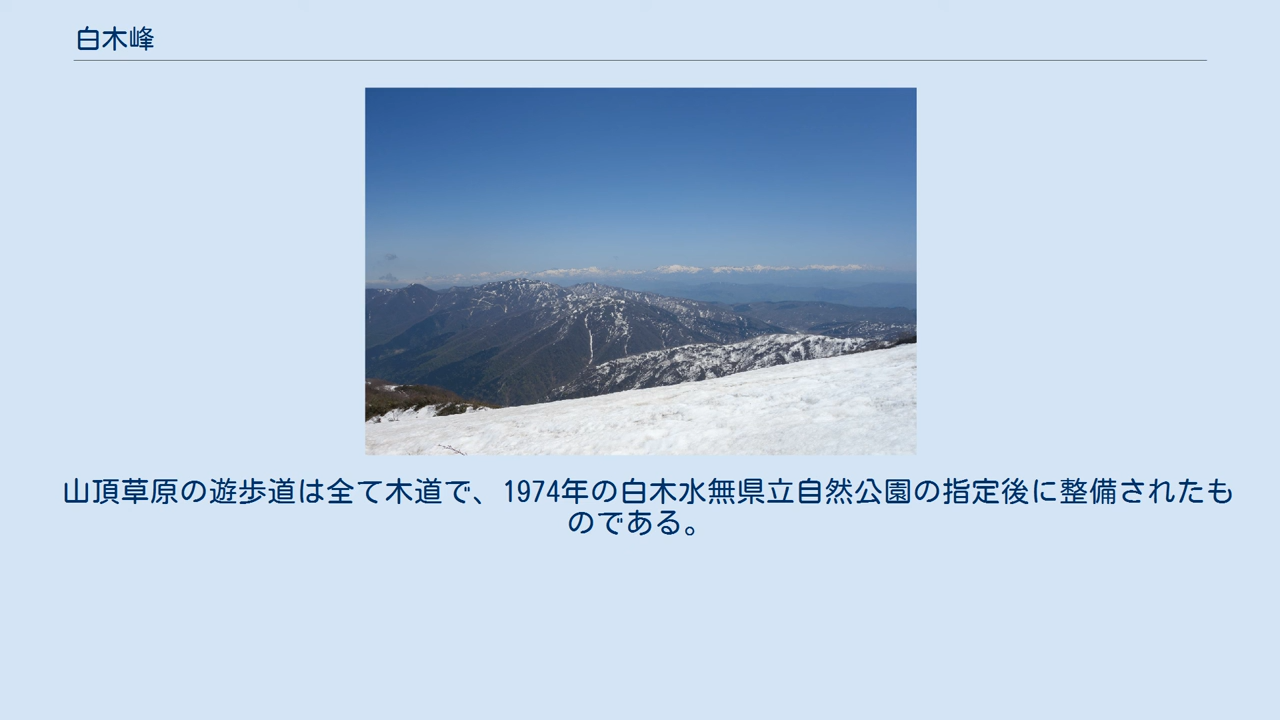 白木峰
山頂草原の遊歩道は全て木道で、1974年の白木水無県立自然公園の指定後に整備されたも
のである。